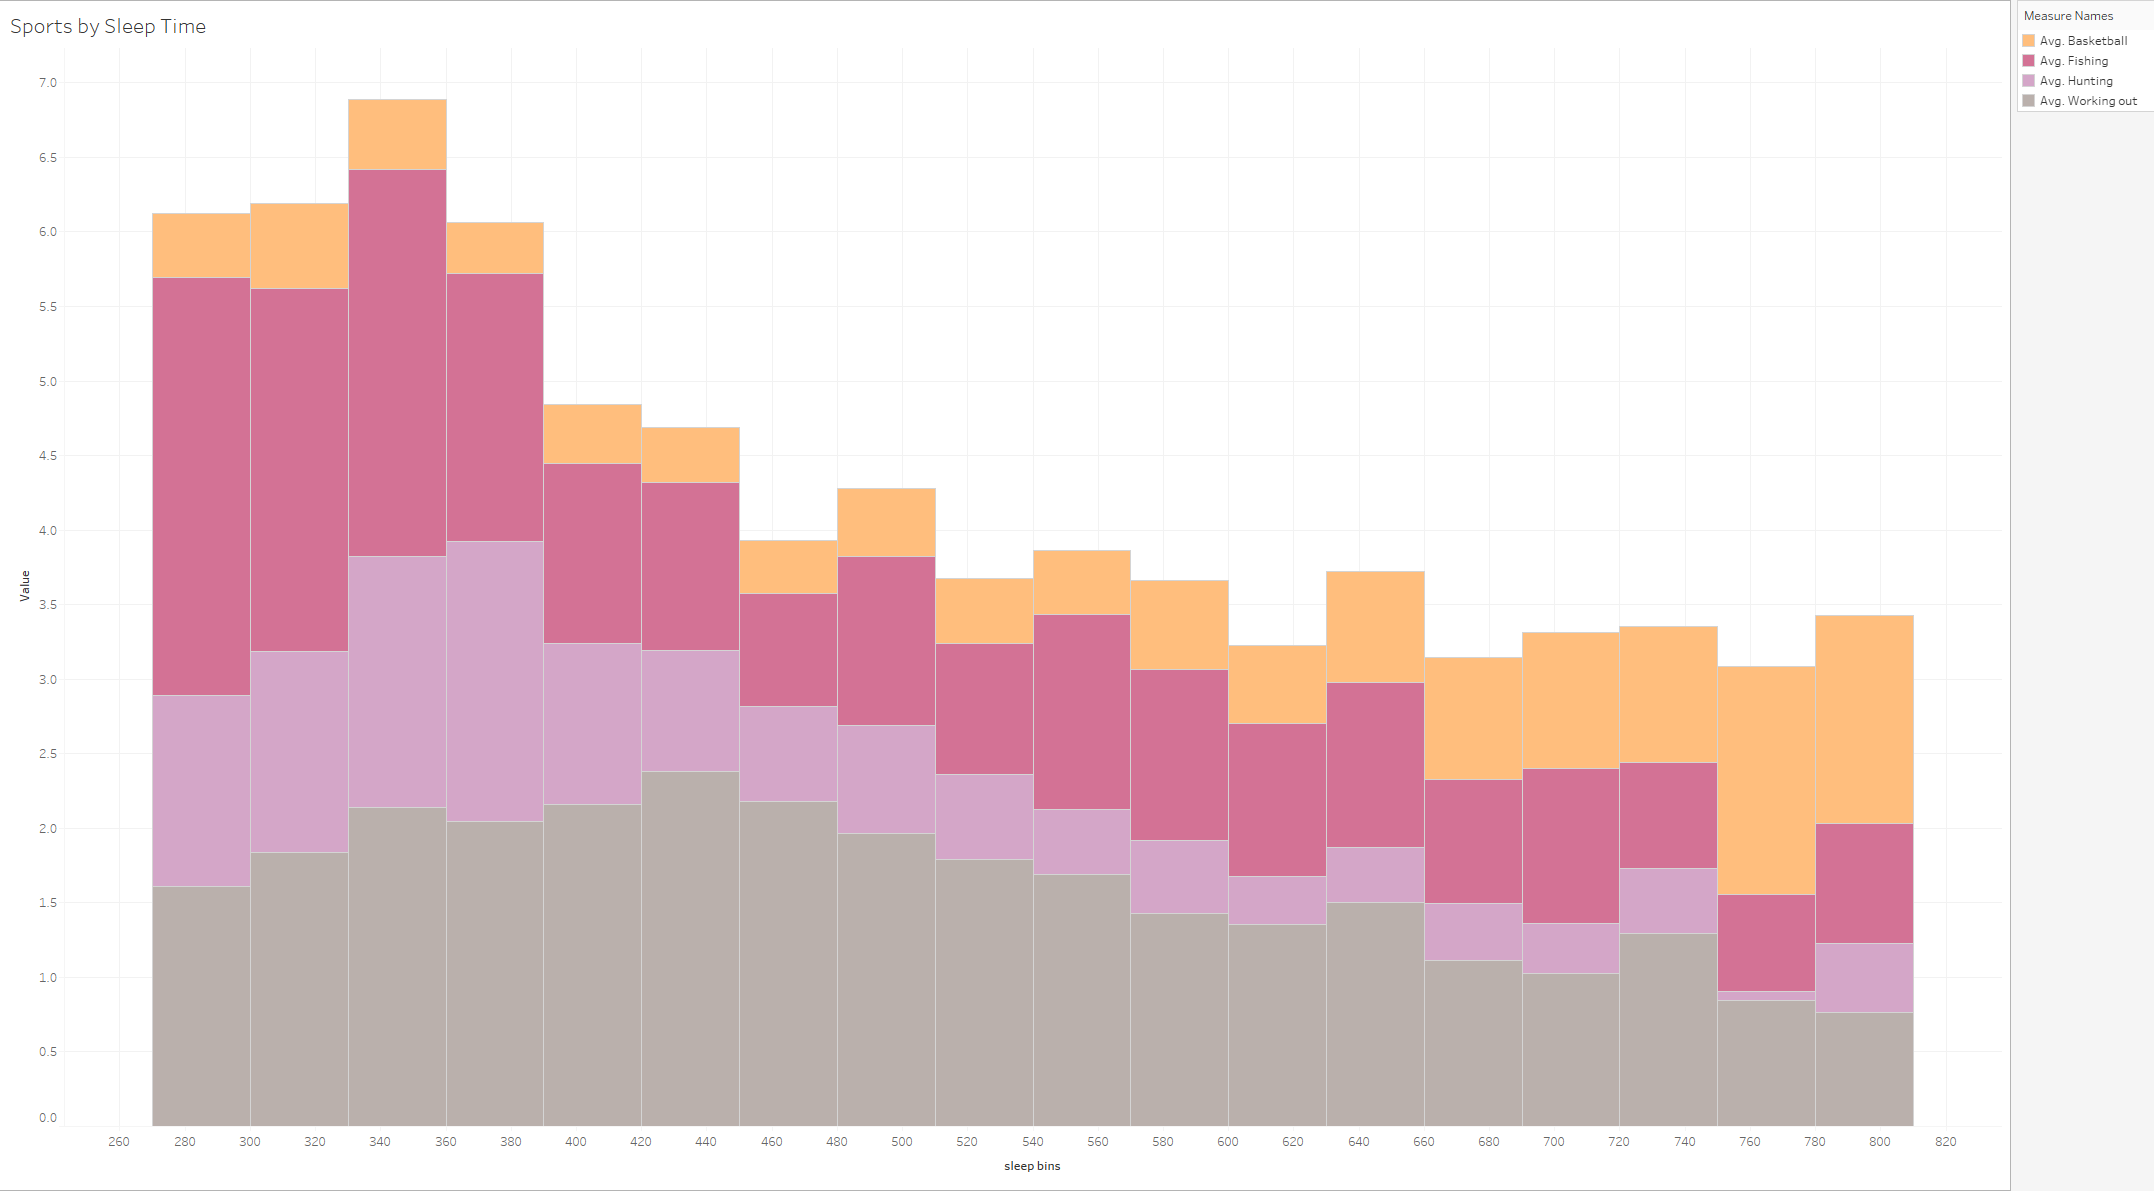 Sports by Sleep Time
Measure Names
Avg. Basketball
Avg. Fishing
Avg. Hunting
Avg. Working out
7.0
6.5
6.0
5.5
5.0
4.5
4.0
3.5
3.0
2.5
2.0
1.5
1.0
0.5
0.0
Value
260 280 300 320 340 360 380 400 420 440 460 480 500 520 540 560 580 600 620 640 660 680 700 720 740 760 780 800 820
sleep bins